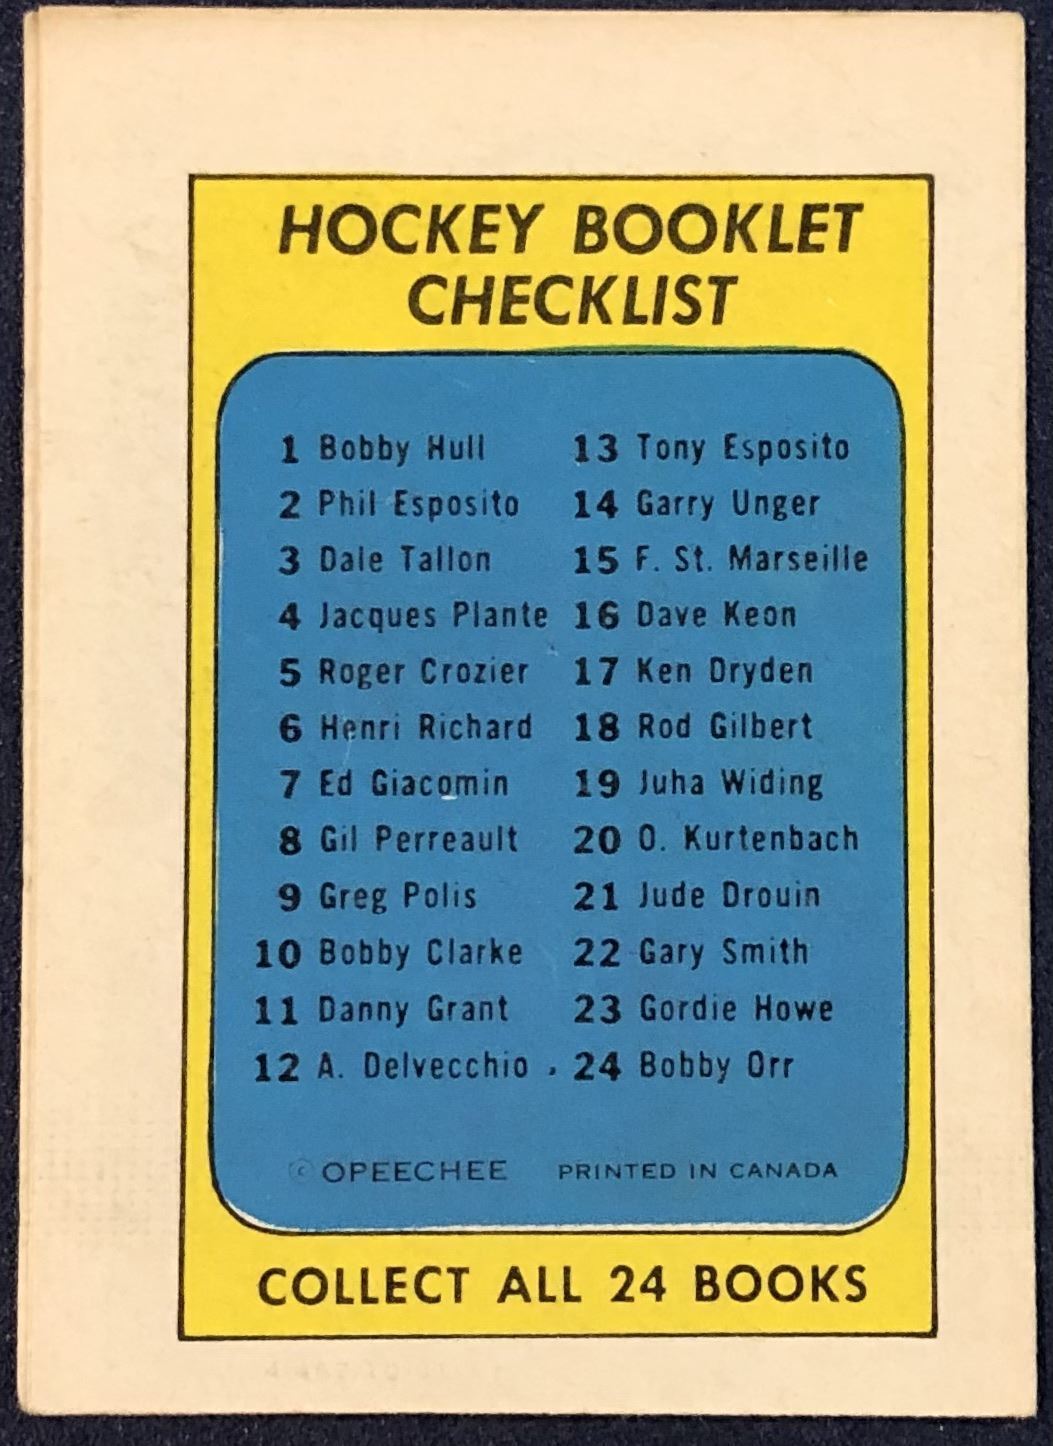 HOCKEY BOOKLET
CHECKLIST
1 Bobby Hull
2 Phil Esposito
3 Dale Tallon
4 Jacques Plante
5 Roger Crozier
6 Henri Richard
7 Ed Giacomin
8 Gil Perreault
9 Greg Polis
10 Bobby Clarke
11 Danny Grant
12 A. Delvecchio
13 Tony Esposito
14 Garry Unger
15 F. St. Marseille
16 Dave Keon
17 Ken Dryden
18 Rod Gilbert
19 Juha Widing
20 O. Kurtenbach
21 Jude Drouin
22 Gary Smith
23 Gordie Howe
24 Bobby Orr
© OPEECHEE PRINTED IN CANADA
COLLECT ALL 24 BOOKS